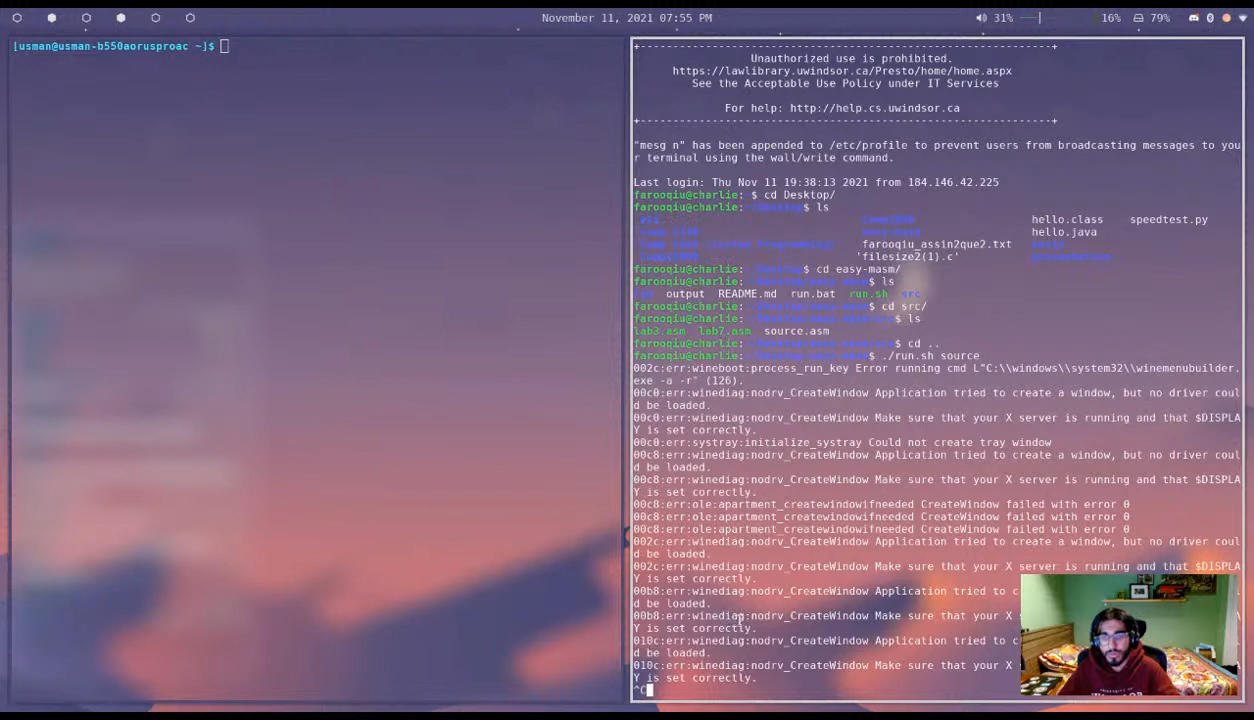 November 11, 2021 07:55 PM
31%
16%
79%
[usman@usman-b550aorusproac ~]$
+----------------------------------------------------------------+
Unauthorized use is prohibited.
https://lawlibrary.uwindsor.ca/Presto/home/home.aspx
See the Acceptable Use Policy under IT Services
For help: http://help.cs.uwindsor.ca
+----------------------------------------------------------------+
"mesg n" has been appended to /etc/profile to prevent users from broadcasting messages to you
r terminal using the wall/write command.
Last login: Thu Nov 11 19:38:13 2021 from 184.146.42.225
farooqiu@charlie: $ cd Desktop/
farooqiu@charlie: $ ls
hello.class speedtest.py
hello.java
farooqiu_assin2que2.txt
'filesize2(1).c'
farooqiu@charlie: $ cd easy-masm/
farooqiu@charlie: $ ls
output README.md run.bat run.sh src
farooqiu@charlie: $ cd src/
farooqiu@charlie: $ ls
lab3.asm lab7.asm source.asm
farooqiu@charlie: $ cd ..
farooqiu@charlie: $ ./run.sh source
002c:err:wineboot:process_run_key Error running cmd L"C:\\windows\\system32\\winemenubuilder.
exe -a -r" (126).
00c0:err:winediag:nodrv_CreateWindow Application tried to create a window, but no driver coul
d be loaded.
00c0:err:winediag:nodrv_CreateWindow Make sure that your X server is running and that $DISPLA
Y is set correctly.
00c0:err:systray:initialize_systray Could not create tray window
00c8:err:winediag:nodrv_CreateWindow Application tried to create a window, but no driver coul
d be loaded.
00c8:err:winediag:nodrv_CreateWindow Make sure that your X server is running and that $DISPLA
Y is set correctly.
00c8:err:ole:apartment_createwindowifneeded CreateWindow failed with error 0
00c8:err:ole:apartment_createwindowifneeded CreateWindow failed with error 0
00c8:err:ole:apartment_createwindowifneeded CreateWindow failed with error 0
002c:err:winediag:nodrv_CreateWindow Application tried to create a window, but no driver coul
d be loaded.
002c:err:winediag:nodrv_CreateWindow Make sure that your X server is running and that $DISPLA
Y is set correctly.
00b8:err:winediag:nodrv_CreateWindow Application tried to c
d be loaded.
00b8:err:winediag:nodrv_CreateWindow Make sure that your X s
Y is set correctly.
010c:err:winediag:nodrv_CreateWindow Application tried to c
d be loaded.
010c:err:winediag:nodrv_CreateWindow Make sure that your X s
Y is set correctly.
^C